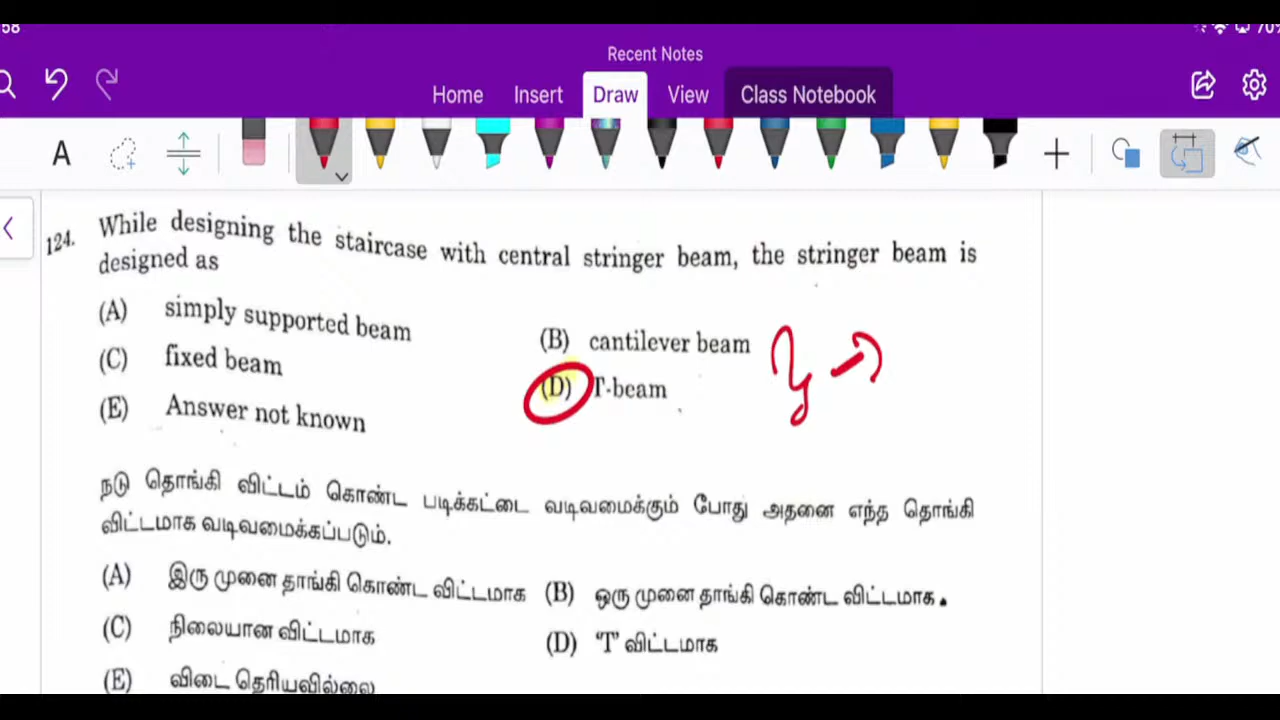 58
70%
Recent Notes
Home Insert Draw View Class Notebook
A
124. While designing the staircase with central stringer beam, the stringer beam is
designed as
(A) simply supported beam
(B) cantilever beam
(C) fixed beam
(D) T-beam
(E) Answer not known
நடு தொங்கி விட்டம் கொண்ட படிக்கட்டை வடிவமைக்கும் போது அதனை எந்த தொங்கி
விட்டமாக வடிவமைக்கப்படும்.
(A) இரு முனை தாங்கி கொண்ட விட்டமாக (B) ஒரு முனை தாங்கி கொண்ட விட்டமாக.
(C) நிலையான விட்டமாக (D) 'T' விட்டமாக
(E) விடை தெரியவில்லை